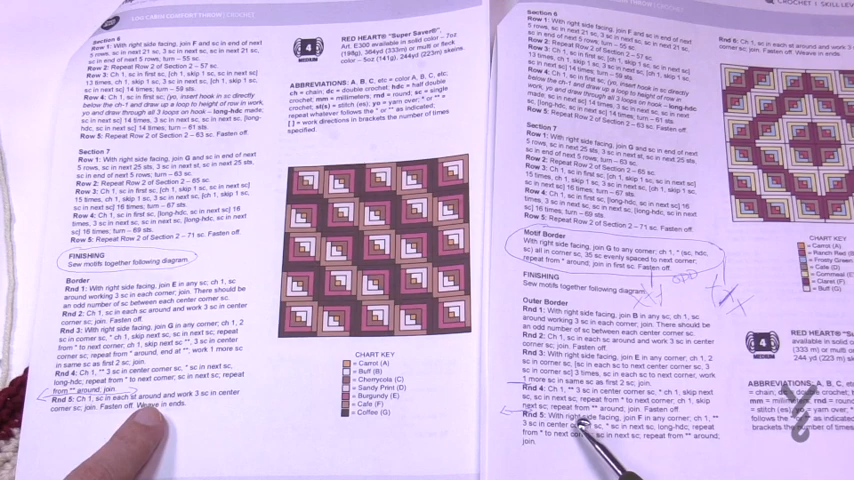 LOG CABIN COMFORT THROW | CROCHET
Section 6
Row 1: With right side facing, join F and sc in end of next
5 rows, sc in next 21 sc, 3 sc in next sc, sc in next 21 sc,
sc in end of next 5 rows, turn – 55 sc.
Row 2: Repeat Row 2 of Section 2 – 57 sc.
Row 3: Ch 1, sc in first sc, [ch 1, skip 1 sc, sc in next sc]
13 times, ch 1, skip 1 sc, 3 sc in next sc, [ch 1, skip 1 sc,
sc in next sc] 14 times, turn – 59 sts.
Row 4: Ch 1, sc in first sc, [yo, insert hook in sc directly
below the ch-1 and draw up a loop to height of row in work,
yo and draw through all 3 loops on hook – long-hdc made;
sc in next sc] 14 times, 3 sc in next sc, sc in next sc, [long-
hdc, sc in next sc] 14 times, turn – 61 sts.
Row 5: Repeat Row 2 of Section 2 – 63 sc. Fasten off.
Section 7
Row 1: With right side facing, join G and sc in end of next
5 rows, sc in next 25 sts, 3 sc in next st, sc in next 25 sts,
sc in end of next 5 rows, turn – 63 sc.
Row 2: Repeat Row 2 of Section 2 – 65 sc.
Row 3: Ch 1, sc in first sc, [ch 1, skip 1 sc, sc in next sc]
15 times, ch 1, skip 1 sc, 3 sc in next sc, [ch 1, skip 1 sc,
sc in next sc] 16 times, turn – 67 sts.
Row 4: Ch 1, sc in first sc, [long-hdc, sc in next sc] 16
times, 3 sc in next sc, sc in next sc, [long-hdc, sc in next
sc] 16 times, turn – 69 sts.
Row 5: Repeat Row 2 of Section 2 – 71 sc. Fasten off.
FINISHING
Sew motifs together following diagram.
Border
Rnd 1: With right side facing, join E in any sc; ch 1, sc
around working 3 sc in each corner; join. There should be
an odd number of sc between each center corner sc.
Rnd 2: Ch 1, sc in each sc around and work 3 sc in center
corner sc; join. Fasten off.
Rnd 3: With right side facing, join G in any corner; ch 1, 2
sc in corner sc, * ch 1, skip next sc, sc in next sc; repeat
from * to next corner; ch 1, skip next sc **, 3 sc in corner
sc; repeat from * around, end at **; work 1 more sc
in same sc as first 2 sc; join.
Rnd 4: Ch 1, ** 3 sc in center corner sc, * sc in next sc,
long-hdc; repeat from * to next corner; sc in next sc; repeat
from ** around; join.
Rnd 5: Ch 1, sc in each st around and work 3 sc in center
corner sc; join. Fasten off. Weave in ends.
4
MEDIUM
RED HEART® "Super Saver®",
Art. E300 available in solid color – 7oz
(198g), 364yd (333m) or multi or fleck
color – 5oz (141g), 244yd (223m) skeins.
ABBREVIATIONS: A, B, C, etc = color A, B, C, etc.
ch = chain; dc = double crochet; hdc = half double
crochet; mm = millimeters; rnd = round; sc = single
crochet; st(s) = stitch (es); yo = yarn over; * or ** =
repeat whatever follows the * or ** as indicated;
[ ] = work directions in brackets the number of times
specified.
CHART KEY
= Carrot (A)
= Buff (B)
= Cherrycola (C)
= Sandy Print (D)
= Burgundy (E)
= Cafe (F)
= Coffee (G)
CROCHET | SKILL LEV
Section 6
Row 1: With right side facing, join F and sc in end of next
5 rows, sc in next 21 sc, 3 sc in next sc, sc in next 21 sc,
sc in end of next 5 rows, turn – 55 sc.
Row 2: Repeat Row 2 of Section 2 – 57 sc.
Row 3: Ch 1, sc in first sc, [ch 1, skip 1 sc, sc in next sc]
13 times, ch 1, skip 1 sc, 3 sc in next sc, [ch 1, skip 1 sc,
sc in next sc] 14 times, turn – 59 sts.
Row 4: Ch 1, sc in first sc, [yo, insert hook in sc directly
below the ch-1 and draw up a loop to height of row in work,
yo and draw through all 3 loops on hook – long-hdc
made; sc in next sc] 14 times, 3 sc in next sc, sc in next
sc, [long-hdc, sc in next sc] 14 times, turn – 61 sts.
Row 5: Repeat Row 2 of Section 2 – 63 sc. Fasten off.
Section 7
Row 1: With right side facing, join G and sc in end of next
5 rows, sc in next 25 sts, 3 sc in next st, sc in next 25 sts,
sc in end of next 5 rows, turn – 63 sc.
Row 2: Repeat Row 2 of Section 2 – 65 sc.
Row 3: Ch 1, sc in first sc, [ch 1, skip 1 sc, sc in next sc]
15 times, ch 1, skip 1 sc, 3 sc in next sc, [ch 1, skip 1 sc,
sc in next sc] 16 times, turn – 67 sts.
Row 4: Ch 1, sc in first sc, [long-hdc, sc in next sc] 16
times, 3 sc in next sc, sc in next sc, [long-hdc, sc in next
sc] 16 times, turn – 69 sts.
Row 5: Repeat Row 2 of Section 2 – 71 sc. Fasten off.
Motif Border
With right side facing, join G to any corner; ch 1, * (sc, hdc,
sc) all in corner sc, 35 sc evenly spaced to next corner;
repeat from * around, join in first sc. Fasten off.
FINISHING
Sew motifs together following diagram.
odd
Outer Border
Rnd 1: With right side facing, join B in any sc; ch 1, sc
around working 3 sc in each corner; join. There should be
an odd number of sc between each center corner sc.
Rnd 2: Ch 1, sc in each sc around and work 3 sc in center
corner sc; join. Fasten off.
Rnd 3: With right side facing, join E in any corner; ch 1, 2
sc in corner sc, [sc in each sc to next corner, 3 sc in center
corner sc] 3 times, sc in each sc to next corner, work
1 more sc in same sc as first 2 sc; join.
Rnd 4: Ch 1, ** 3 sc in center corner sc, * ch 1, skip next
sc, sc in next sc; repeat from * to next corner, ch 1, skip
next sc; repeat from ** around; join. Fasten off.
Rnd 5: With right side facing, join F in any corner; ch 1, **
3 sc in center sc, * sc in next sc, long-hdc; repeat
from * to next corner, sc in next sc; repeat from ** around;
join.
Rnd 6: Ch 1, sc in each st around and work 3
corner sc; join. Fasten off. Weave in ends.
CHART KEY
= Carrot (A)
= Ranch Red (B)
= Frosty Green
= Cafe (D)
= Cornmeal (E)
= Claret (F)
= Buff (G)
4
MEDIUM
RED HEART®
available in solid
(333 m) or mult
244 yd (223 m)
ABBREVIATIONS: A
= stitch (es); yo =
follows the * or **
brackets the number